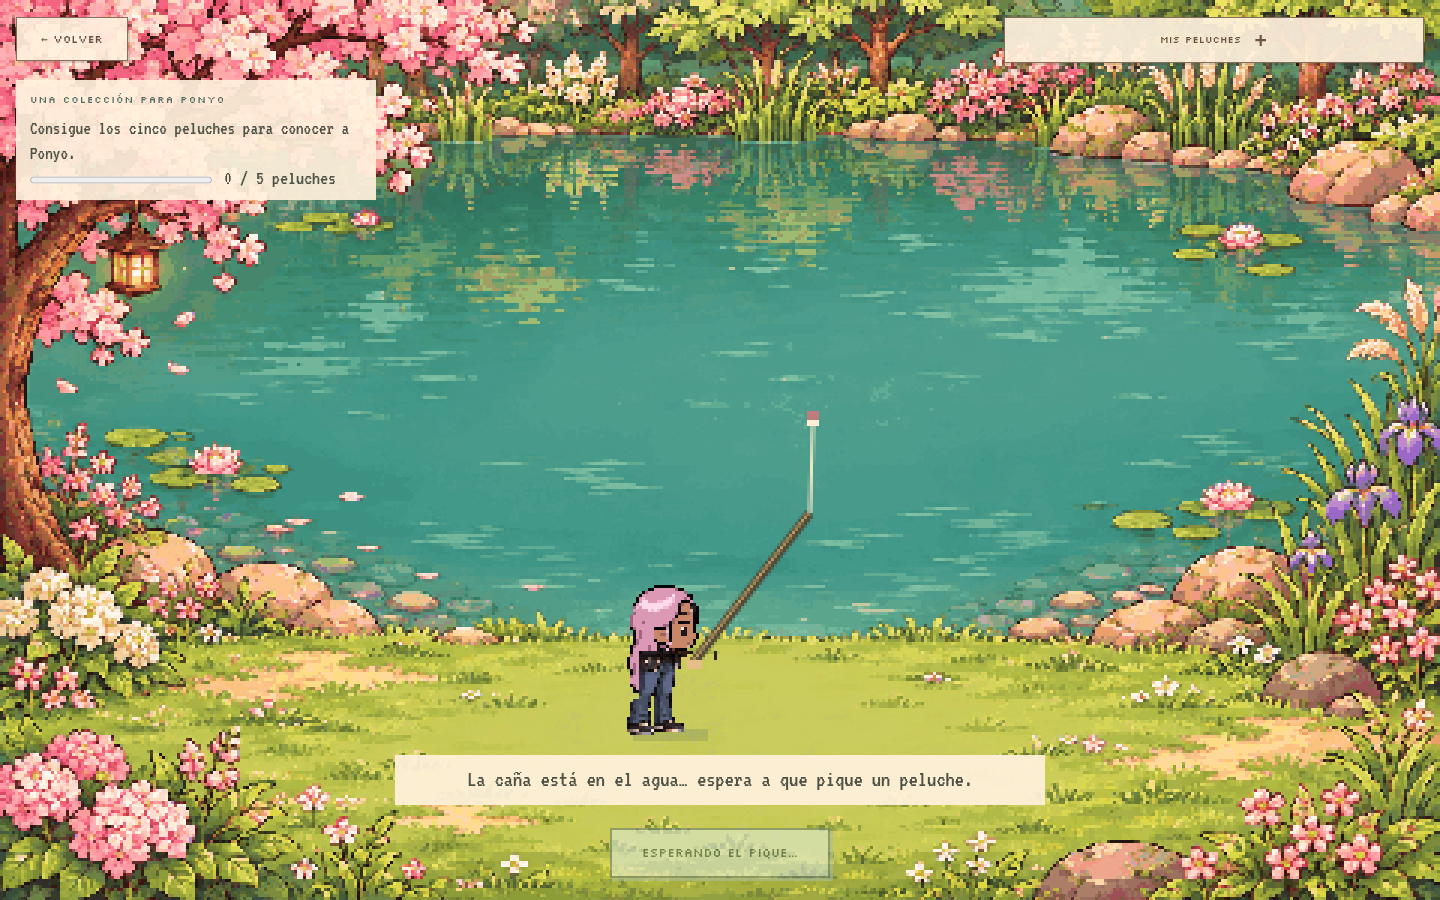 ← VOLVER
MIS PELUCHES +
UNA COLECCIÓN PARA PONYO
Consigue los cinco peluches para conocer a
Ponyo.
0 / 5 peluches
La caña está en el agua… espera a que pique un peluche.
ESPERANDO EL PIQUE…